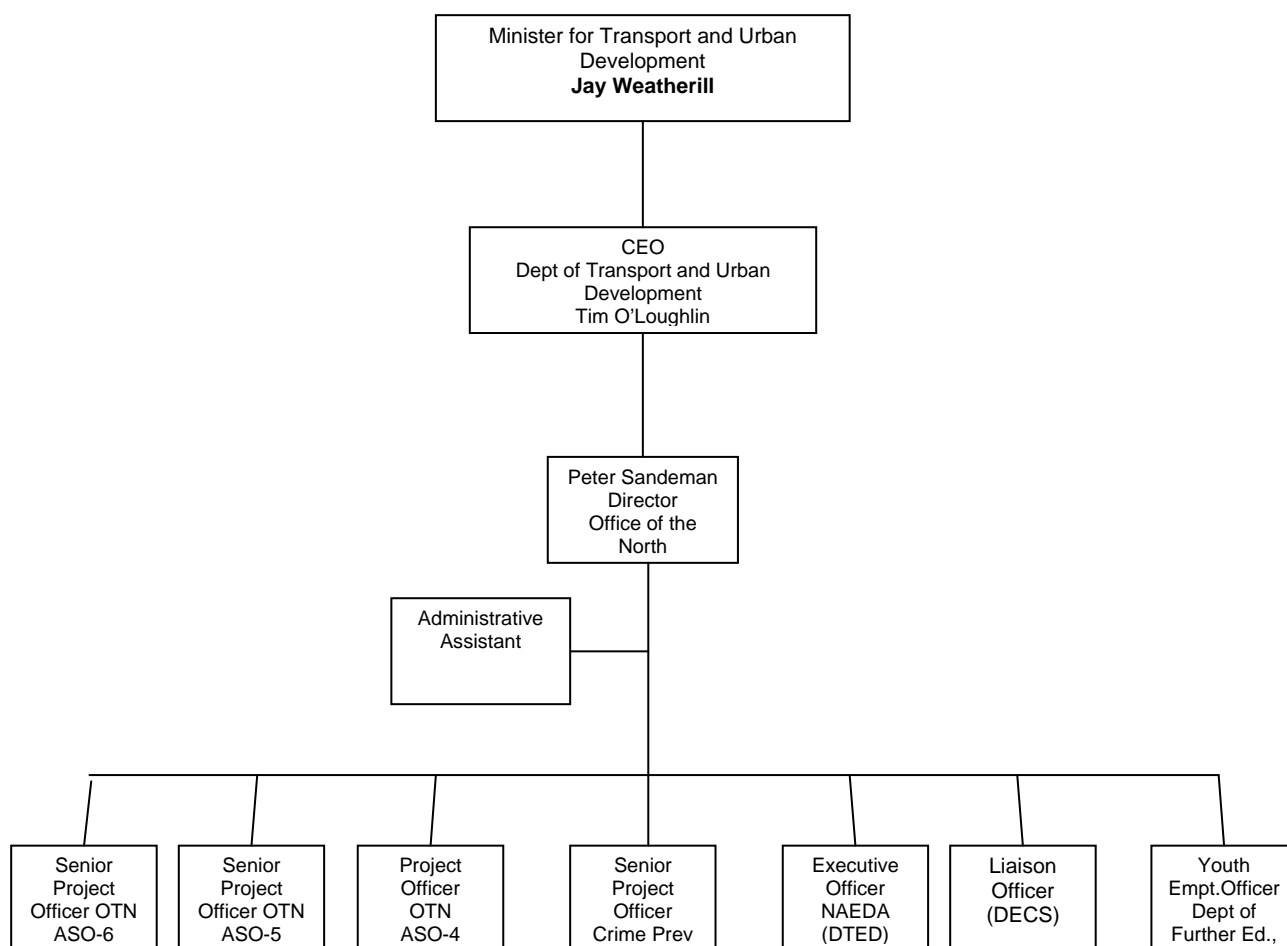 Minister for Transport and Urban
Development
Jay Weatherill
CEO
Dept of Transport and Urban
Development
Tim O'Loughlin
Peter Sandeman
Director
Office of the
North
Administrative
Assistant
Senior
Project
Officer OTN
ASO-6
Senior
Project
Officer OTN
ASO-5
Project
Officer
OTN
ASO-4
Senior
Project
Officer
Crime Prev
Executive
Officer
NAEDA
(DTED)
Liaison
Officer
(DECS)
Youth
Empt.Officer
Dept of
Further Ed.,